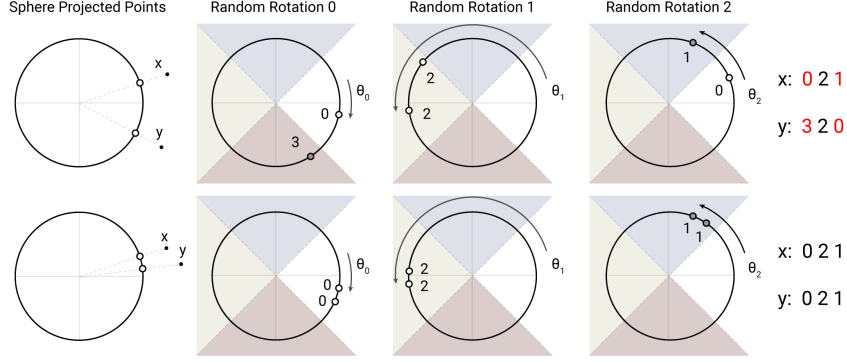 Sphere Projected Points
Random Rotation 0
Random Rotation 1
Random Rotation 2
x
y
0
3
θ0
2
2
θ1
1
0
θ2
x: 0 2 1
y: 3 2 0
x
y
0
0
θ0
2
2
θ1
1
1
θ2
x: 0 2 1
y: 0 2 1